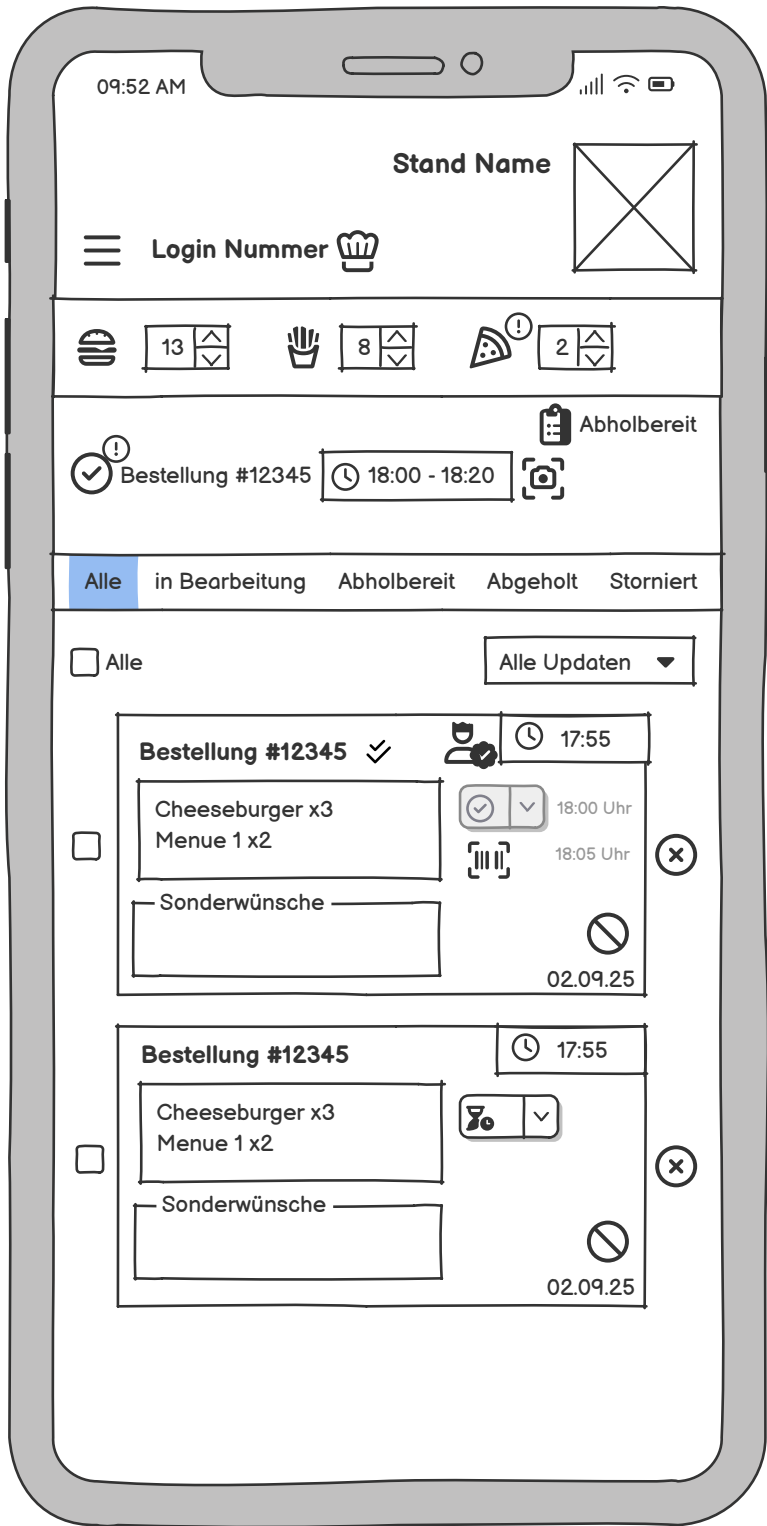 09:52 AM
Stand Name
Login Nummer
13 8 ! 2
Abholbereit
! Bestellung #12345 18:00 - 18:20
Alle in Bearbeitung Abholbereit Abgeholt Storniert
Alle Alle Updaten
Bestellung #12345 17:55
Cheeseburger x3 18:00 Uhr
Menue 1 x2 18:05 Uhr
Sonderwünsche
02.09.25
Bestellung #12345 17:55
Cheeseburger x3
Menue 1 x2
Sonderwünsche
02.09.25